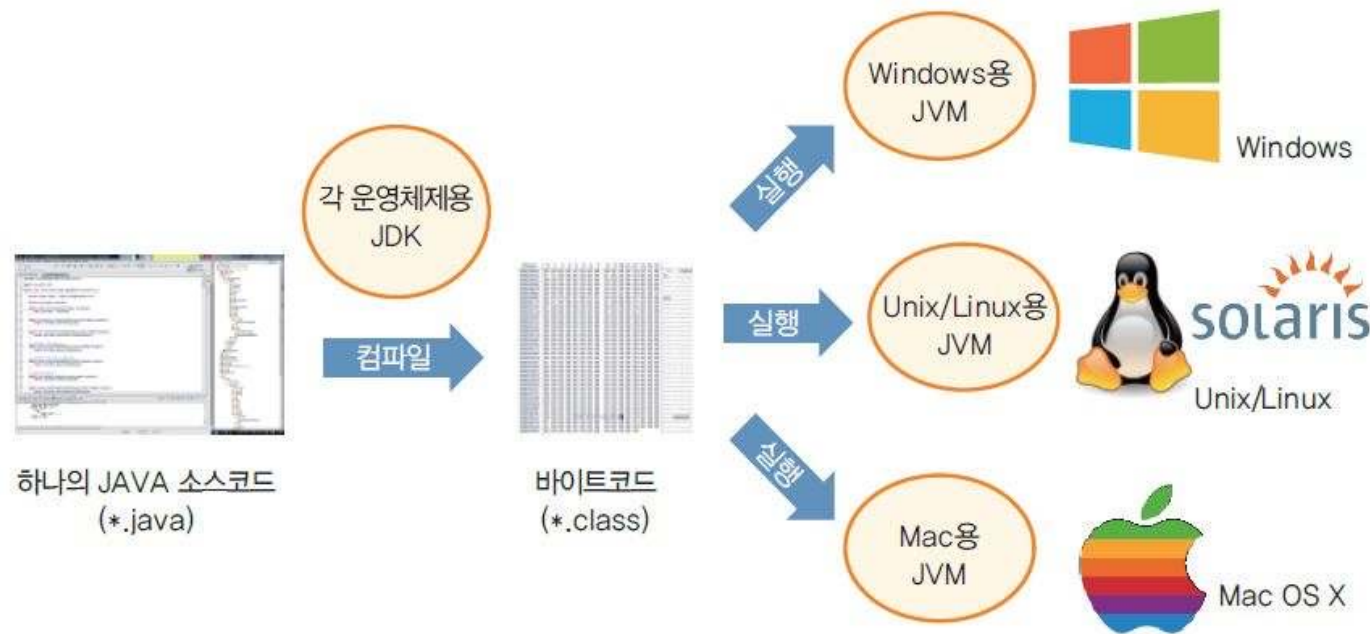 하나의 JAVA 소스코드
(*.java)
각 운영체제용
JDK
컴파일
바이트코드
(*.class)
실행
Windows용
JVM
Windows
실행
Unix/Linux용
JVM
solaris
Unix/Linux
실행
Mac용
JVM
Mac OS X